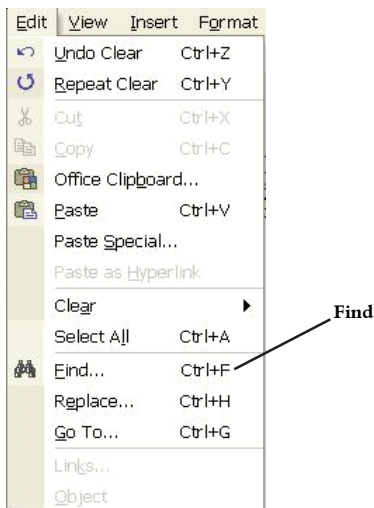 Edit View Insert Format
Undo Clear Ctrl+Z
Repeat Clear Ctrl+Y
Cut Ctrl+X
Copy Ctrl+C
Office Clipboard...
Paste Ctrl+V
Paste Special...
Paste as Hyperlink
Clear
Select All Ctrl+A
Find... Ctrl+F
Find
Replace... Ctrl+H
Go To... Ctrl+G
Links...
Object